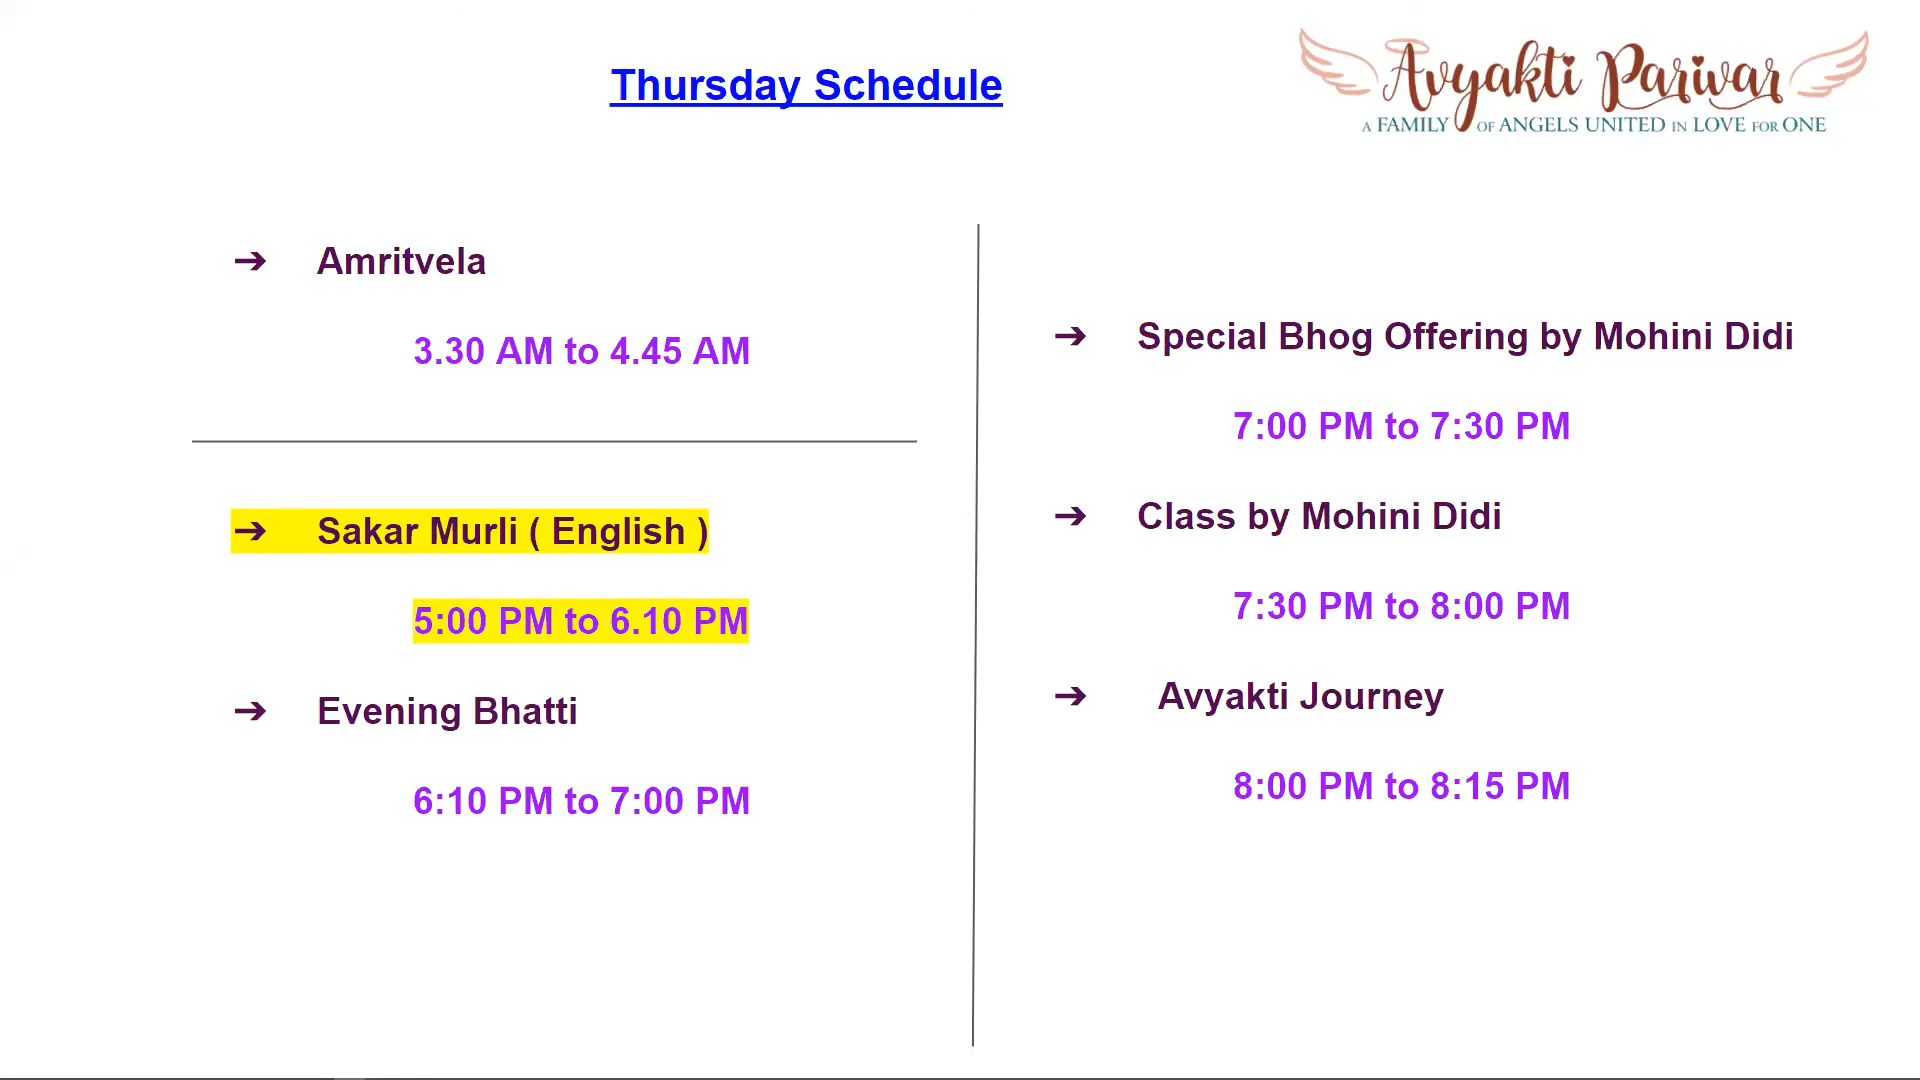 Thursday Schedule
Avyakti Parivar
A FAMILY OF ANGELS UNITED IN LOVE FOR ONE
➔ Amritvela
3.30 AM to 4.45 AM
➔ Sakar Murli ( English )
5:00 PM to 6.10 PM
➔ Evening Bhatti
6:10 PM to 7:00 PM
➔ Special Bhog Offering by Mohini Didi
7:00 PM to 7:30 PM
➔ Class by Mohini Didi
7:30 PM to 8:00 PM
➔ Avyakti Journey
8:00 PM to 8:15 PM